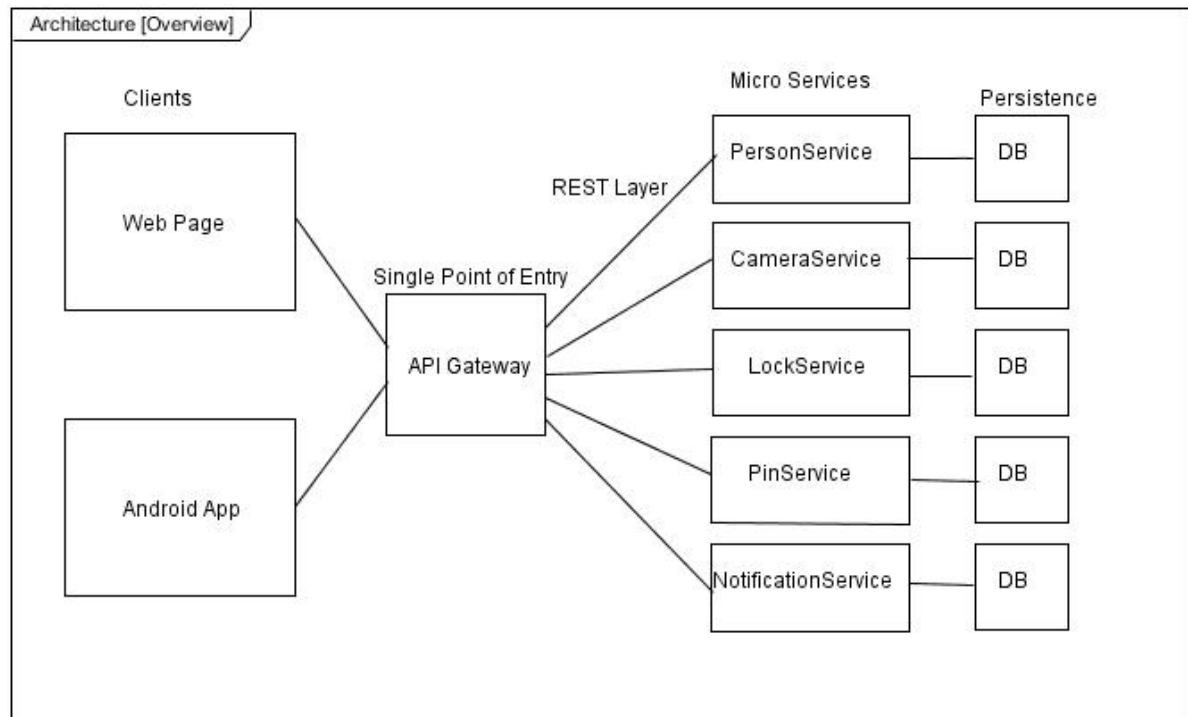 Architecture [Overview]
Clients
Micro Services
Persistence
Web Page
REST Layer
PersonService
DB
CameraService
DB
Single Point of Entry
API Gateway
LockService
DB
Android App
PinService
DB
NotificationService
DB